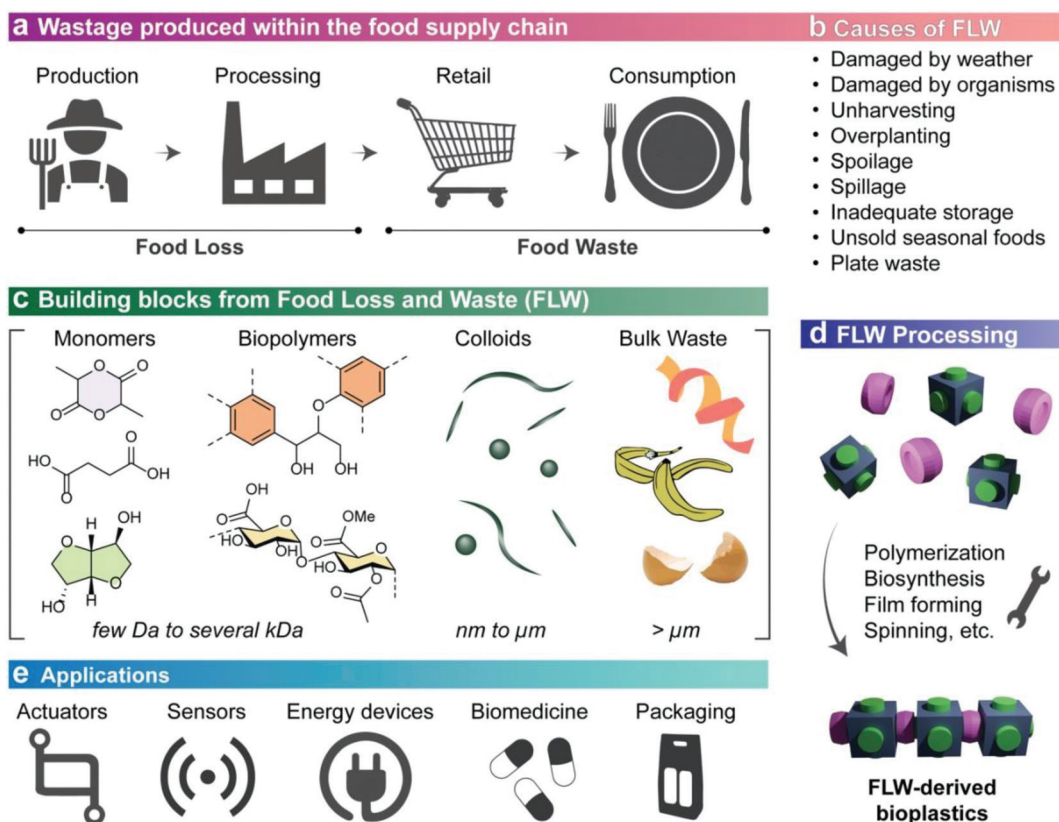 a Wastage produced within the food supply chain
Production Processing Retail Consumption
Food Loss Food Waste
b Causes of FLW
• Damaged by weather
• Damaged by organisms
• Unharvesting
• Overplanting
• Spoilage
• Spillage
• Inadequate storage
• Unsold seasonal foods
• Plate waste
c Building blocks from Food Loss and Waste (FLW)
Monomers Biopolymers Colloids Bulk Waste
O
O
O
O
HO
O
O
OH
H
OH
O
O
HO
H
O
OH
HO
O
OH
O
HO
OH
O
O
OMe
O
HO
O
O
O
few Da to several kDa nm to µm > µm
d FLW Processing
Polymerization
Biosynthesis
Film forming
Spinning, etc.
FLW-derived
bioplastics
e Applications
Actuators Sensors Energy devices Biomedicine Packaging